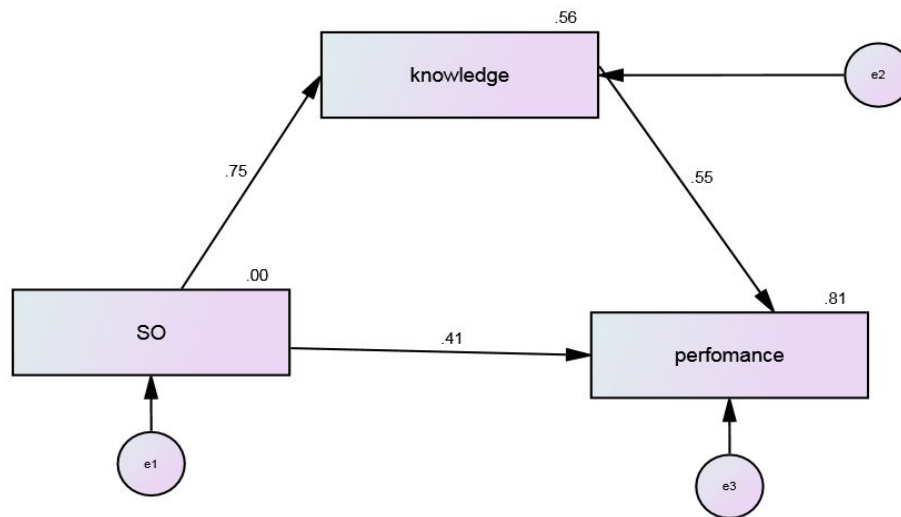 .56
knowledge
e2
.75
.55
.00
SO
.41
.81
perfomance
e1
e3